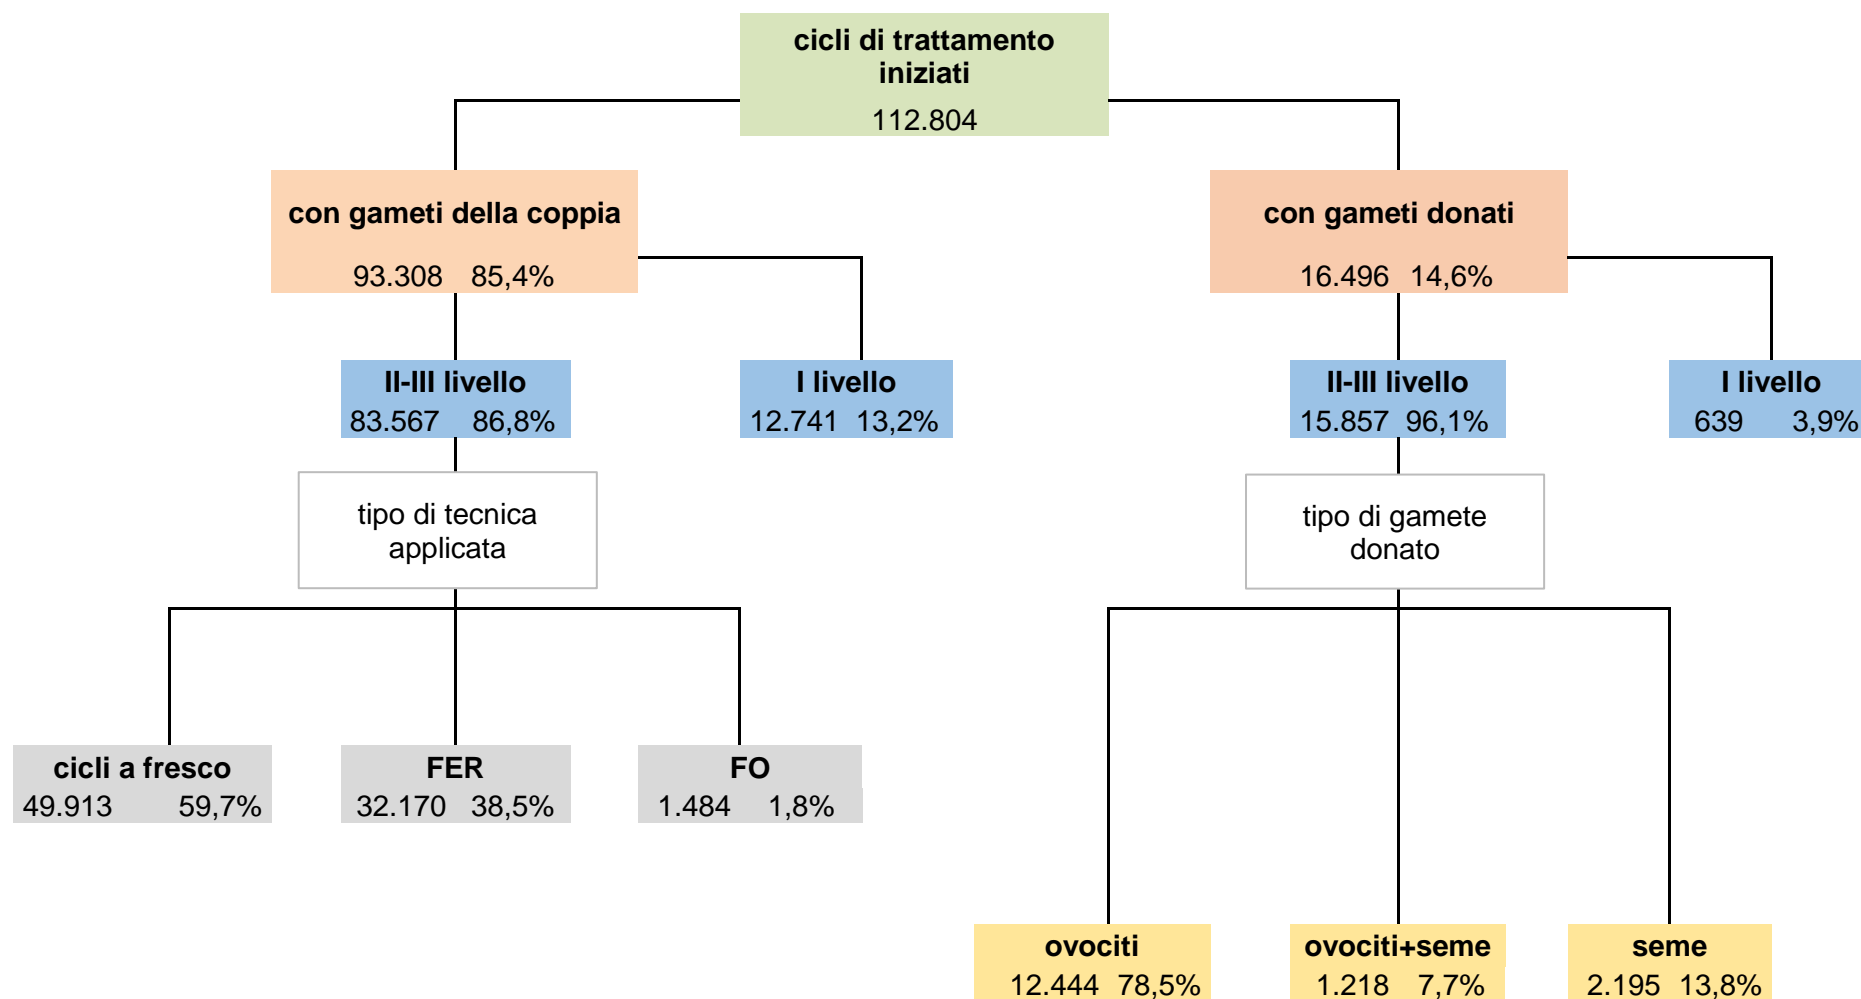 cicli di trattamento
iniziati
112.804
con gameti della coppia
93.308 85,4%
con gameti donati
16.496 14,6%
II-III livello
83.567 86,8%
I livello
12.741 13,2%
II-III livello
15.857 96,1%
I livello
639 3,9%
tipo di tecnica
applicata
tipo di gamete
donato
cicli a fresco
49.913 59,7%
FER
32.170 38,5%
FO
1.484 1,8%
ovociti
12.444 78,5%
ovociti+seme
1.218 7,7%
seme
2.195 13,8%